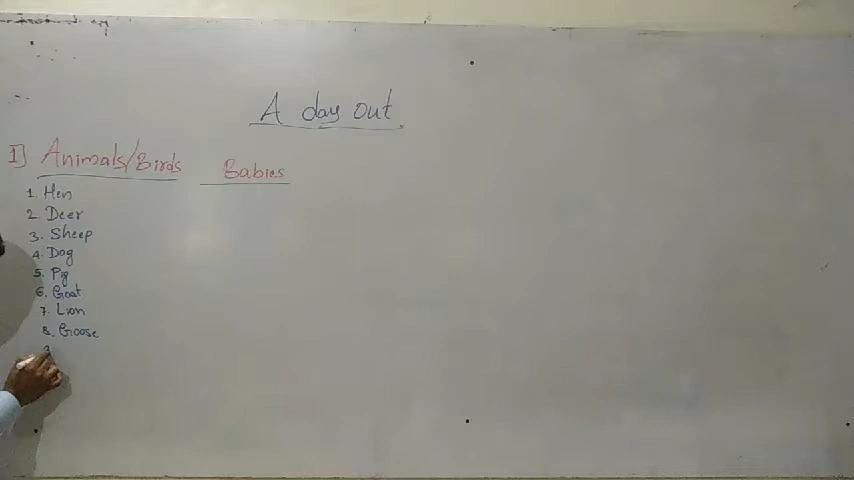 A day out
I] Animals/Birds Babies
1. Hen
2. Deer
3. Sheep
4. Dog
5. Pig
6. Goat
7. Lion
8. Goose
9